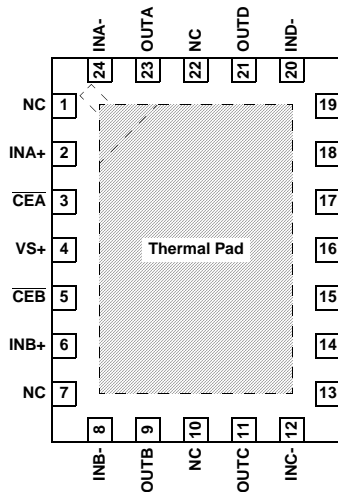 INA-
OUTA
NC
OUTD
IND-
24
23
22
21
20
NC 1
19
INA+ 2
18
C̅E̅A̅ 3
17
VS+ 4
Thermal Pad
16
C̅E̅B̅ 5
15
INB+ 6
14
NC 7
13
8
9
10
11
12
INB-
OUTB
NC
OUTC
INC-